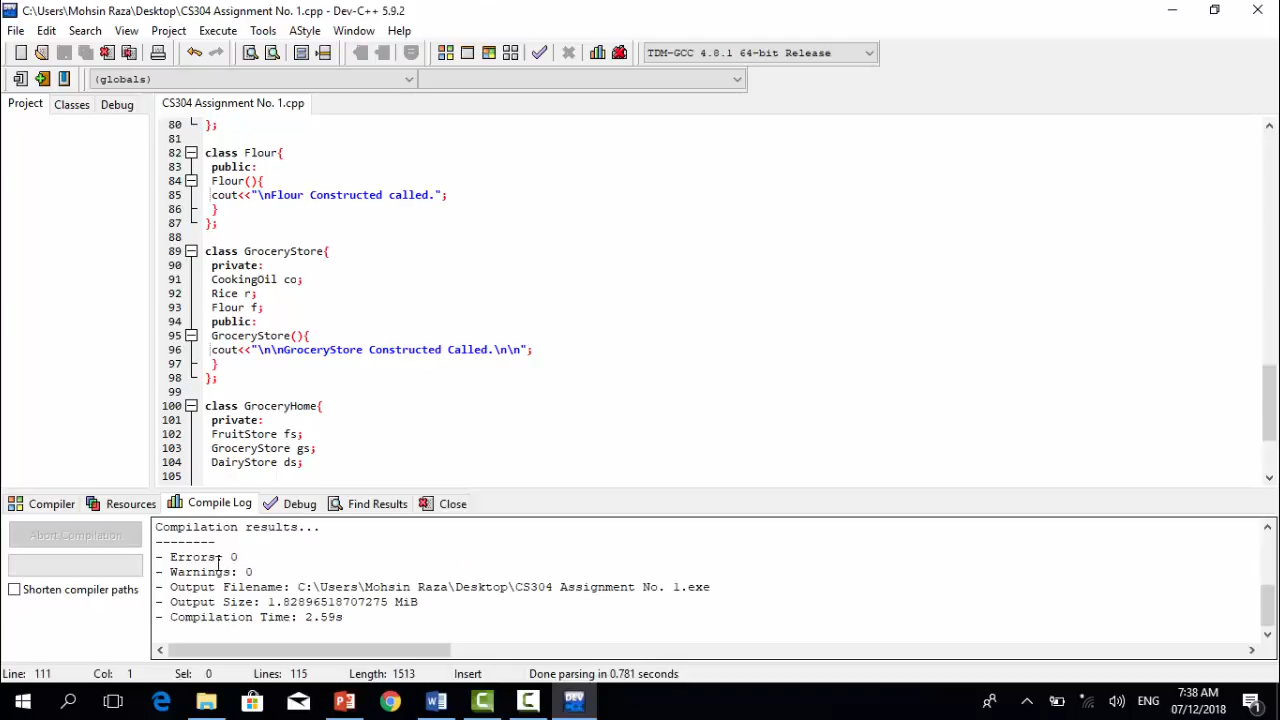 C:\Users\Mohsin Raza\Desktop\CS304 Assignment No. 1.cpp - Dev-C++ 5.9.2
File Edit Search View Project Execute Tools AStyle Window Help
TDM-GCC 4.8.1 64-bit Release
(globals)
Project Classes Debug CS304 Assignment No. 1.cpp
80 };
81
82 class Flour{
83 public:
84 Flour(){
85 cout<<"\nFlour Constructed called.";
86 }
87 };
88
89 class GroceryStore{
90 private:
91 CookingOil co;
92 Rice r;
93 Flour f;
94 public:
95 GroceryStore(){
96 cout<<"\n\nGroceryStore Constructed Called.\n\n";
97 }
98 };
99
100 class GroceryHome{
101 private:
102 FruitStore fs;
103 GroceryStore gs;
104 DairyStore ds;
105
Compiler Resources Compile Log Debug Find Results Close
Abort Compilation
Shorten compiler paths
Compilation results...
--------
- Errors: 0
- Warnings: 0
- Output Filename: C:\Users\Mohsin Raza\Desktop\CS304 Assignment No. 1.exe
- Output Size: 1.82896518707275 MiB
- Compilation Time: 2.59s
Line: 111 Col: 1 Sel: 0 Lines: 115 Length: 1513 Insert Done parsing in 0.781 seconds
DEV
ENG
7:38 AM
07/12/2018